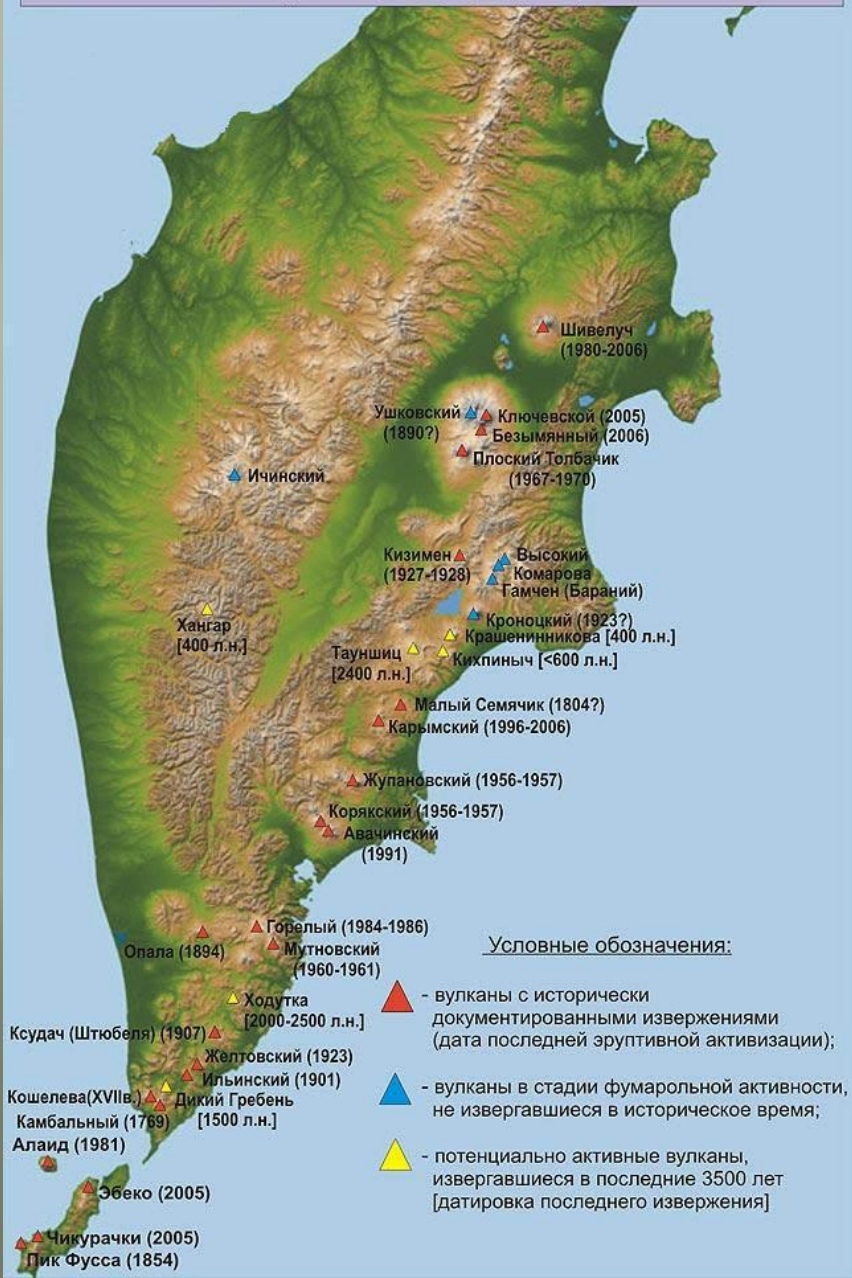 Шивелуч
(1980-2006)
Ушковский
(1890?)
Ключевской (2005)
Безымянный (2006)
Плоский Толбачик
(1967-1970)
Ичинский
Кизимен
(1927-1928)
Высокий
Комарова
Гамчен (Бараний)
Хангар
[400 л.н.]
Кроноцкий (1923?)
Крашенинникова [400 л.н.]
Тауншиц
[2400 л.н.]
Кихпиныч [<600 л.н.]
Малый Семячик (1804?)
Карымский (1996-2006)
Жупановский (1956-1957)
Корякский (1956-1957)
Авачинский
(1991)
Горелый (1984-1986)
Опала (1894)
Мутновский
(1960-1961)
Ходутка
[2000-2500 л.н.]
Ксудач (Штюбеля) (1907)
Желтовский (1923)
Ильинский (1901)
Кошелева(XVIIв.)
Дикий Гребень
[1500 л.н.]
Камбальный (1769)
Алаид (1981)
Эбеко (2005)
Чикурачки (2005)
Пик Фусса (1854)
Условные обозначения:
- вулканы с исторически
документированными извержениями
(дата последней эруптивной активизации);
- вулканы в стадии фумарольной активности,
не извергавшиеся в историческое время;
- потенциально активные вулканы,
извергавшиеся в последние 3500 лет
[датировка последнего извержения]